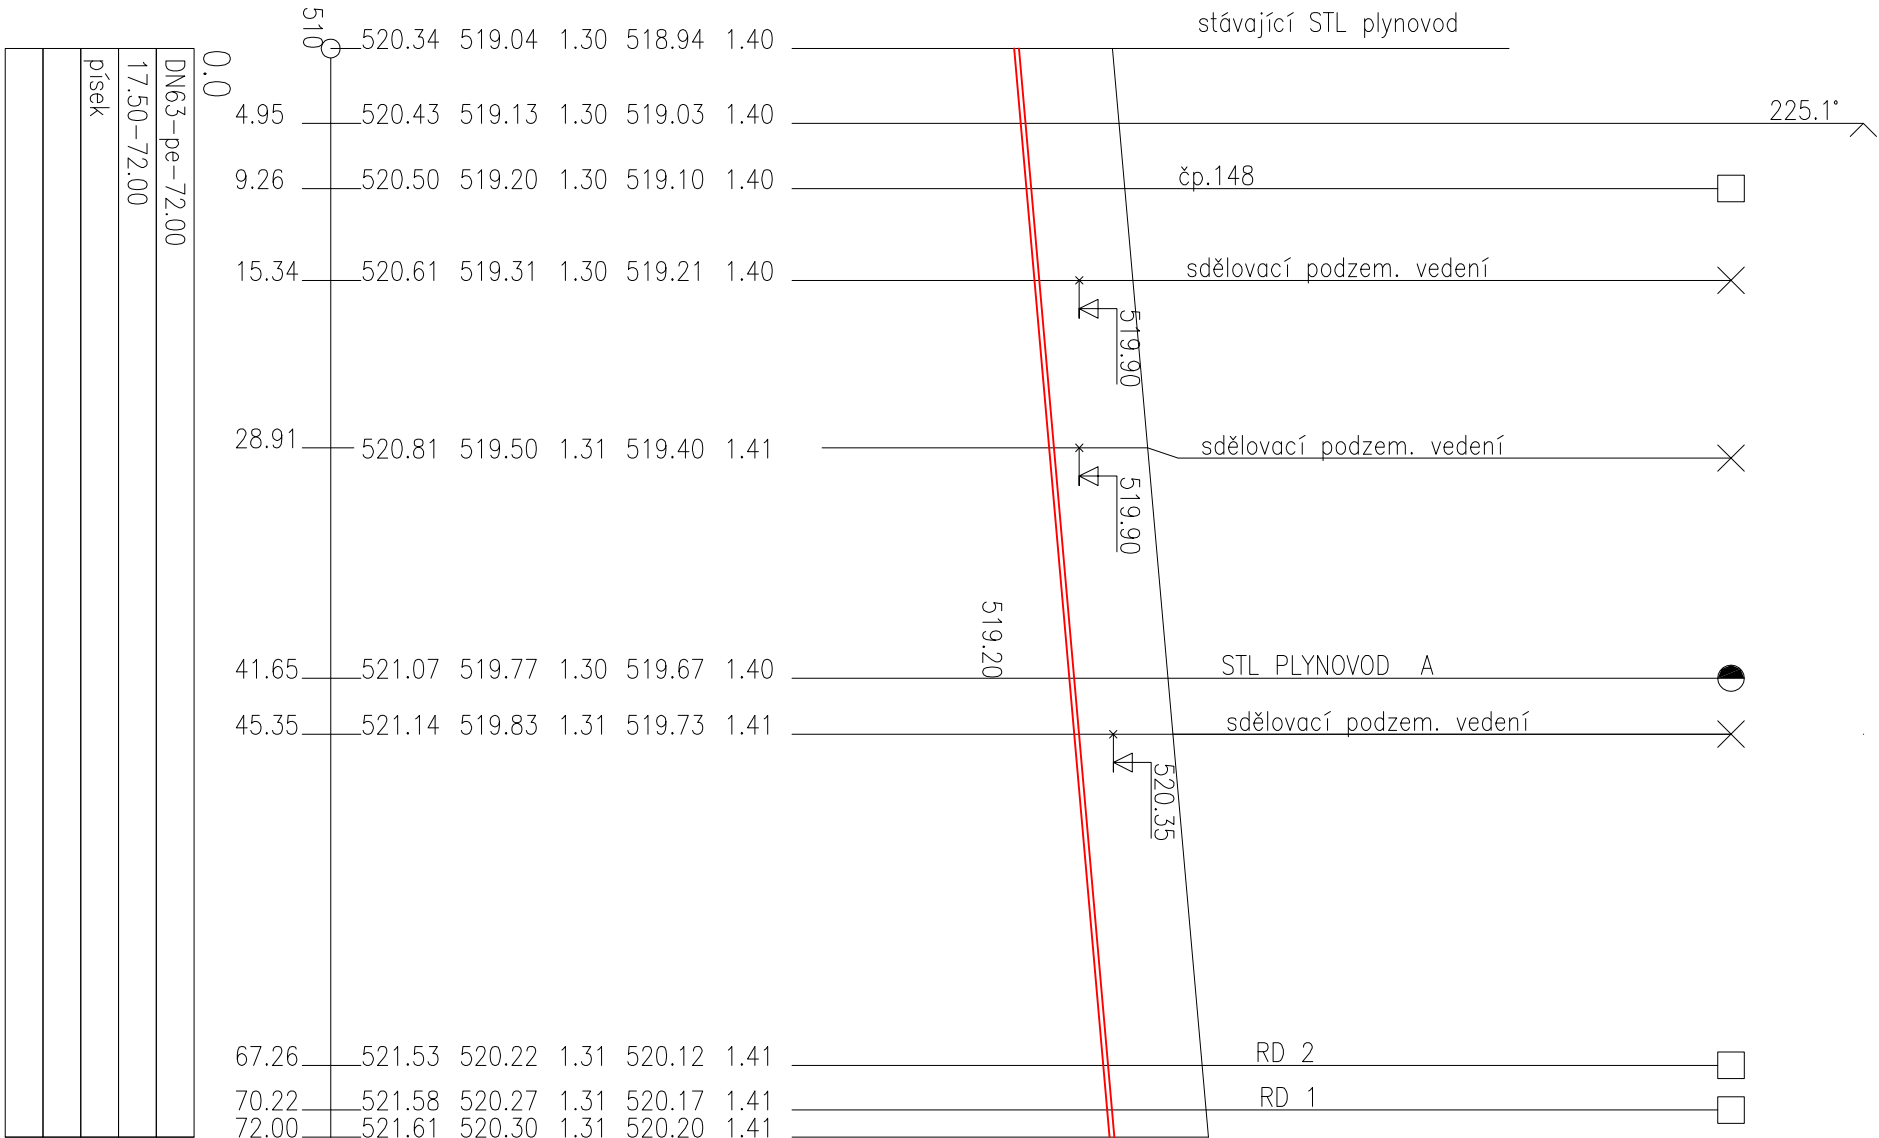 stávající STL plynovod
510
520.34 519.04 1.30 518.94 1.40
0.0
4.95 520.43 519.13 1.30 519.03 1.40
225.1°
9.26 520.50 519.20 1.30 519.10 1.40
čp.148
15.34 520.61 519.31 1.30 519.21 1.40
sdělovací podzem. vedení
519.90
28.91 520.81 519.50 1.31 519.40 1.41
sdělovací podzem. vedení
519.90
519.20
41.65 521.07 519.77 1.30 519.67 1.40
STL PLYNOVOD A
45.35 521.14 519.83 1.31 519.73 1.41
sdělovací podzem. vedení
520.35
67.26 521.53 520.22 1.31 520.12 1.41
RD 2
70.22 521.58 520.27 1.31 520.17 1.41
RD 1
72.00 521.61 520.30 1.31 520.20 1.41
DN63-pe-72.00
17.50-72.00
písek